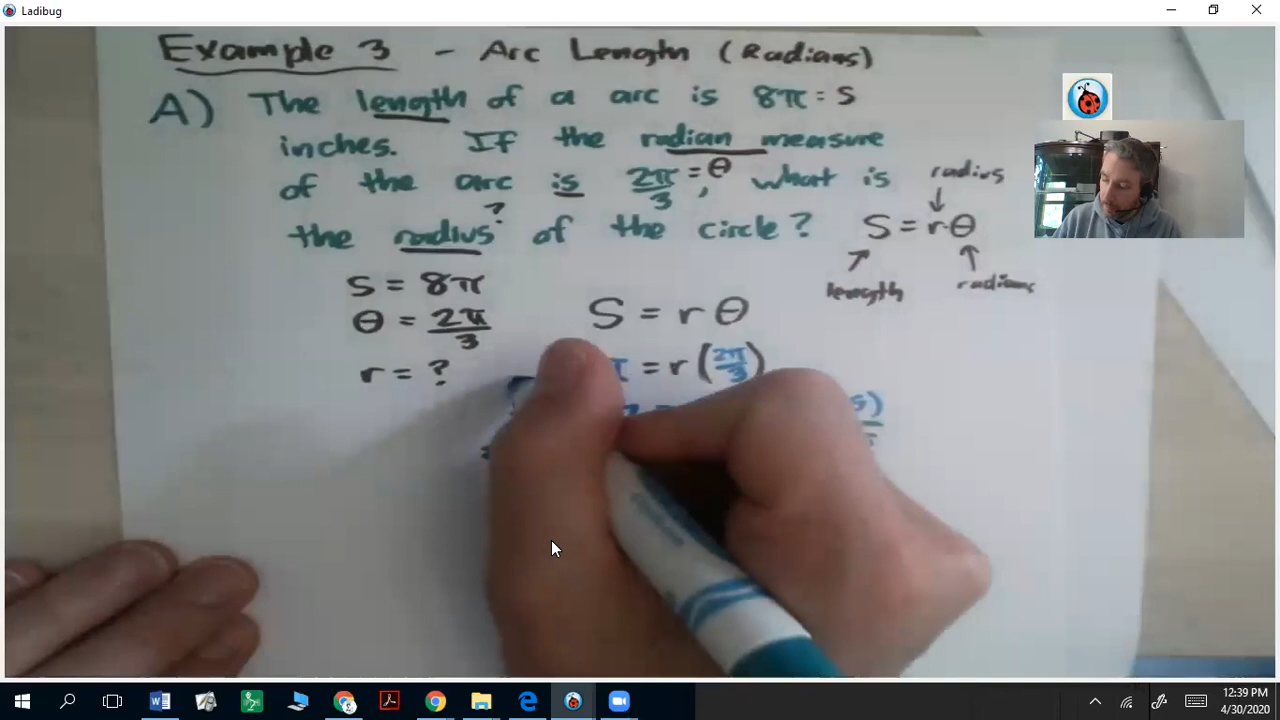 Ladibug
Example 3 - Arc Length (Radians)
A) The length of a arc is 8π = S
inches. If the radian measure
of the arc is 2π/3 = θ, what is
the radius? of the circle?
radius
S = r·θ
length
radians
S = 8π
θ = 2π/3
r = ?
S = rθ
π = r(2π/3)
12:39 PM
4/30/2020